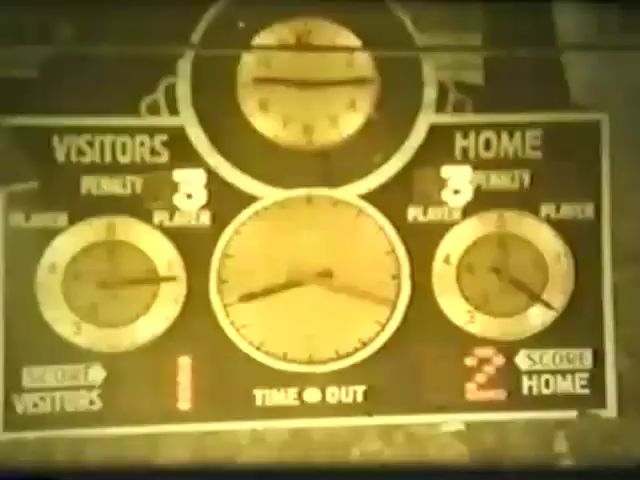 VISITORS
HOME
PENALTY 3
3 PENALTY
PLAYER PLAYER
PLAYER PLAYER
SCORE
VISITORS
1
TIME OUT
2
SCORE
HOME